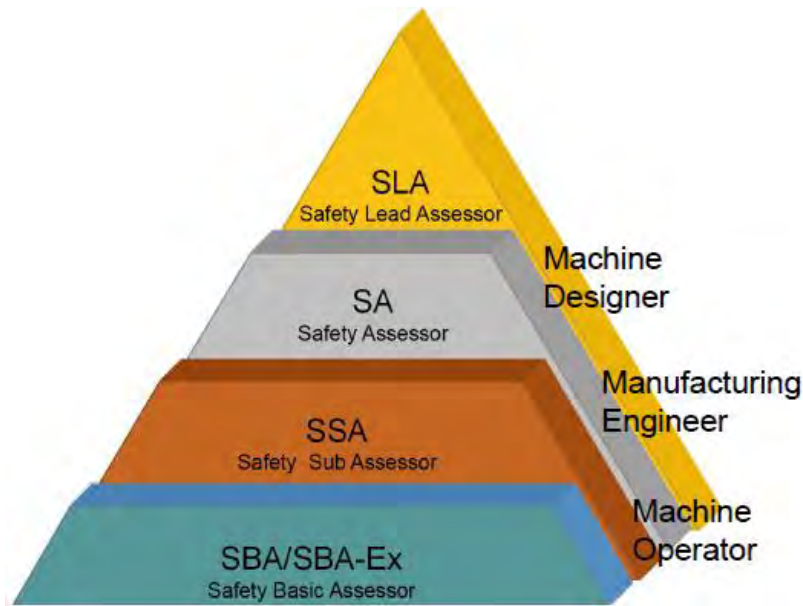 SLA
Safety Lead Assessor
Machine
Designer
SA
Safety Assessor
Manufacturing
Engineer
SSA
Safety Sub Assessor
Machine
Operator
SBA/SBA-Ex
Safety Basic Assessor